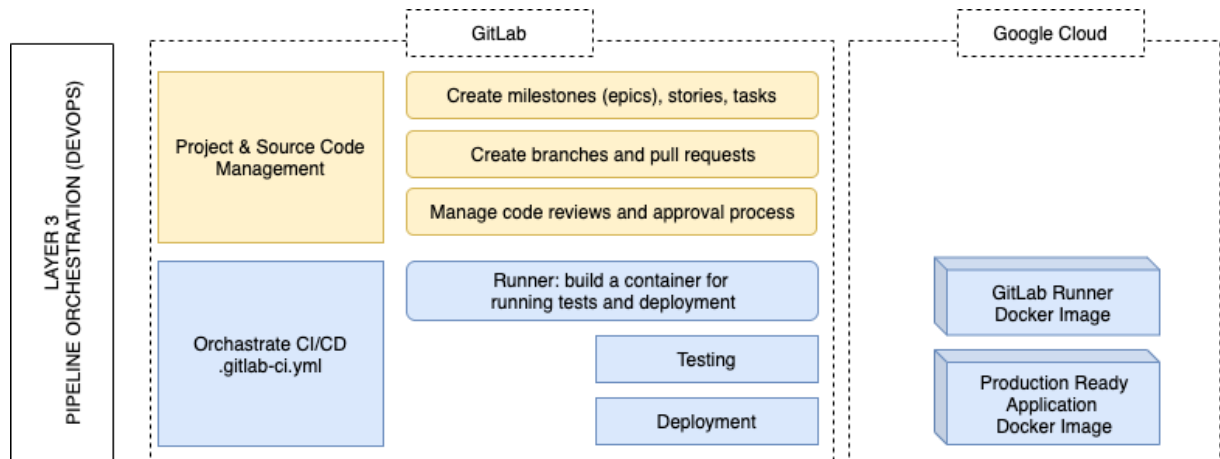 GitLab
Google Cloud
LAYER 3
PIPELINE ORCHESTRATION (DEVOPS)
Project & Source Code
Management
Create milestones (epics), stories, tasks
Create branches and pull requests
Manage code reviews and approval process
Orchastrate CI/CD
.gitlab-ci.yml
Runner: build a container for
running tests and deployment
Testing
Deployment
GitLab Runner
Docker Image
Production Ready
Application
Docker Image